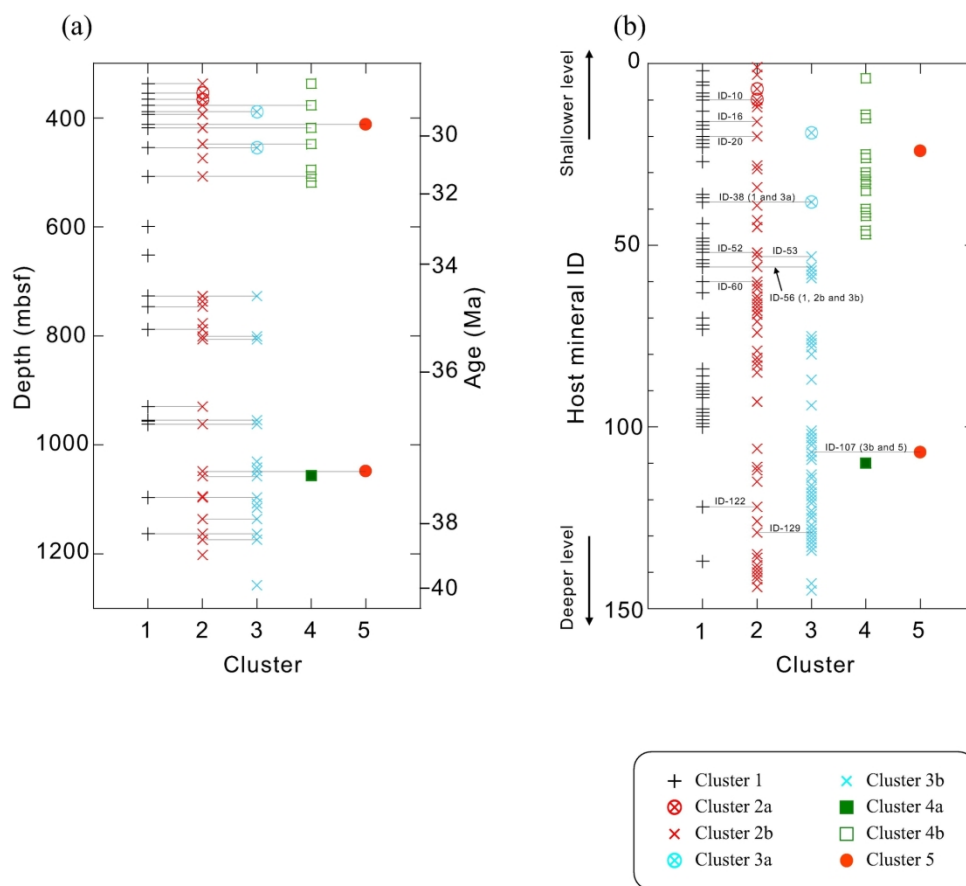 (a)
(b)
400
600
800
1000
1200
Depth (mbsf)
30
32
34
36
38
40
Age (Ma)
1 2 3 4 5
Cluster
Shallower level
Deeper level
Host mineral ID
0
50
100
150
ID-10
ID-16
ID-20
ID-38 (1 and 3a)
ID-52
ID-53
ID-56 (1, 2b and 3b)
ID-60
ID-107 (3b and 5)
ID-122
ID-129
1 2 3 4 5
Cluster
Cluster 1
Cluster 2a
Cluster 2b
Cluster 3a
Cluster 3b
Cluster 4a
Cluster 4b
Cluster 5